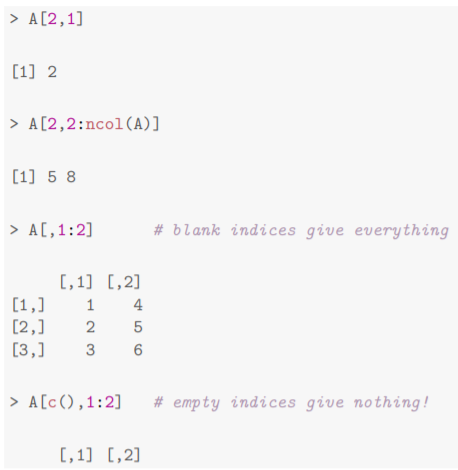 > A[2,1]
[1] 2
> A[2,2:ncol(A)]
[1] 5 8
> A[,1:2]      # blank indices give everything
     [,1] [,2]
[1,]    1    4
[2,]    2    5
[3,]    3    6
> A[c(),1:2]   # empty indices give nothing!
     [,1] [,2]